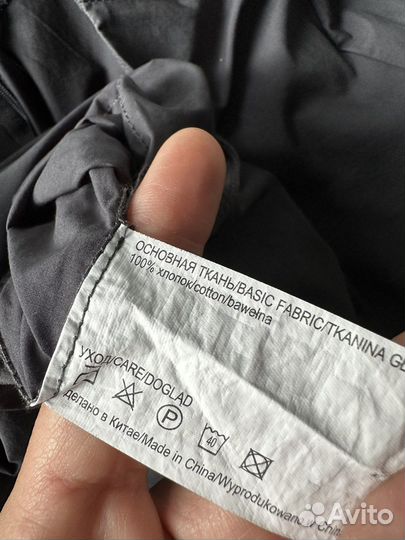 ОСНОВНАЯ ТКАНЬ/BASIC FABRIC/TKANINA
100% хлопок/cotton/bawełna
УХОД/CARE/DOGLAD
P 40
делано в Китае/Made in China/Wyprodukowano w Chin
Avito